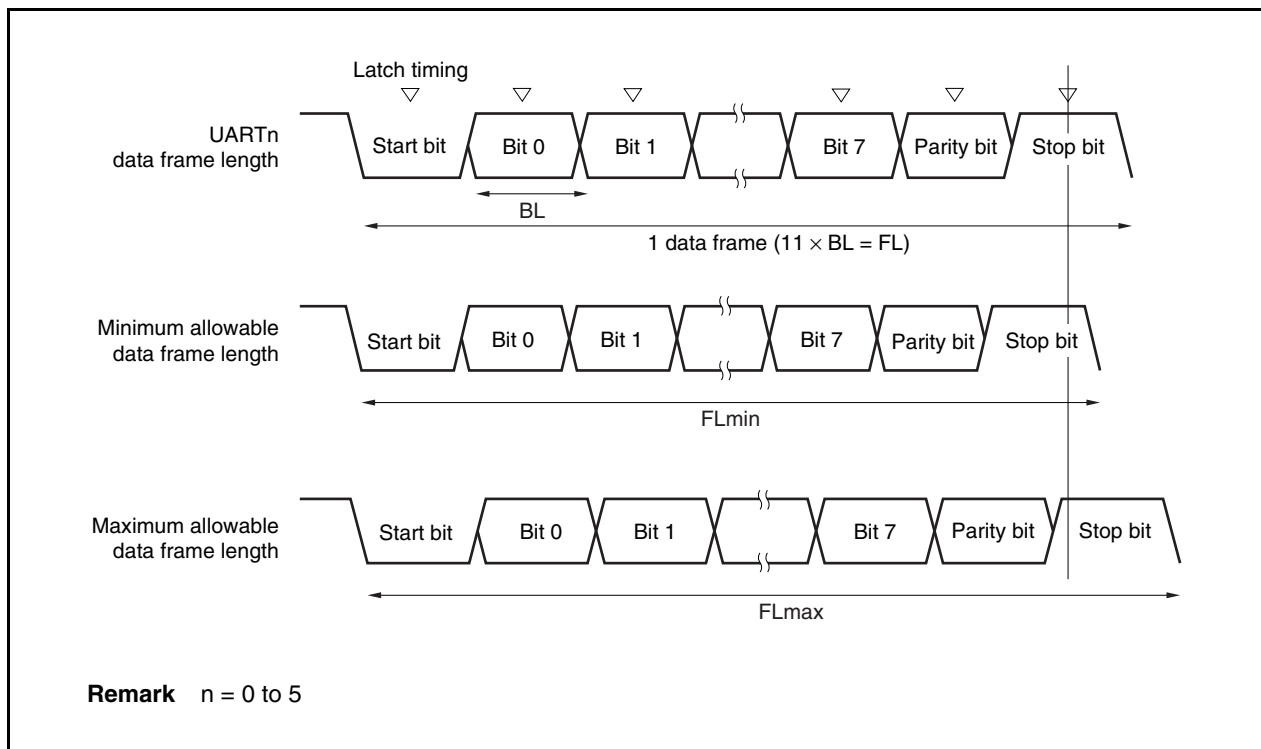 Latch timing
UARTn
data frame length
Start bit
Bit 0
Bit 1
Bit 7
Parity bit
Stop bit
BL
1 data frame (11 × BL = FL)
Minimum allowable
data frame length
Start bit
Bit 0
Bit 1
Bit 7
Parity bit
Stop bit
FLmin
Maximum allowable
data frame length
Start bit
Bit 0
Bit 1
Bit 7
Parity bit
Stop bit
FLmax
Remark n = 0 to 5